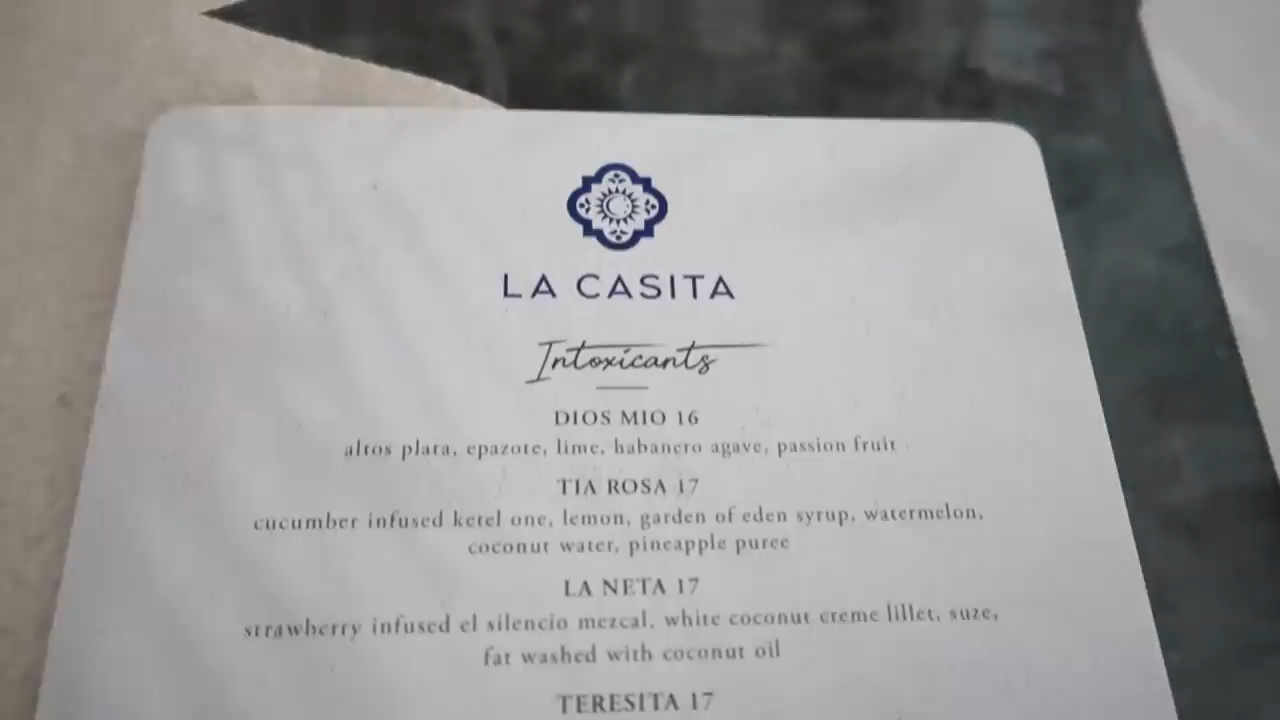 LA CASITA
Intoxicants
DIOS MIO 16
altos plata, epazote, lime, habanero agave, passion fruit
TIA ROSA 17
cucumber infused ketel one, lemon, garden of eden syrup, watermelon,
coconut water, pineapple puree
LA NETA 17
strawberry infused el silencio mezcal, white coconut creme lillet, suze,
fat washed with coconut oil
TERESITA 17